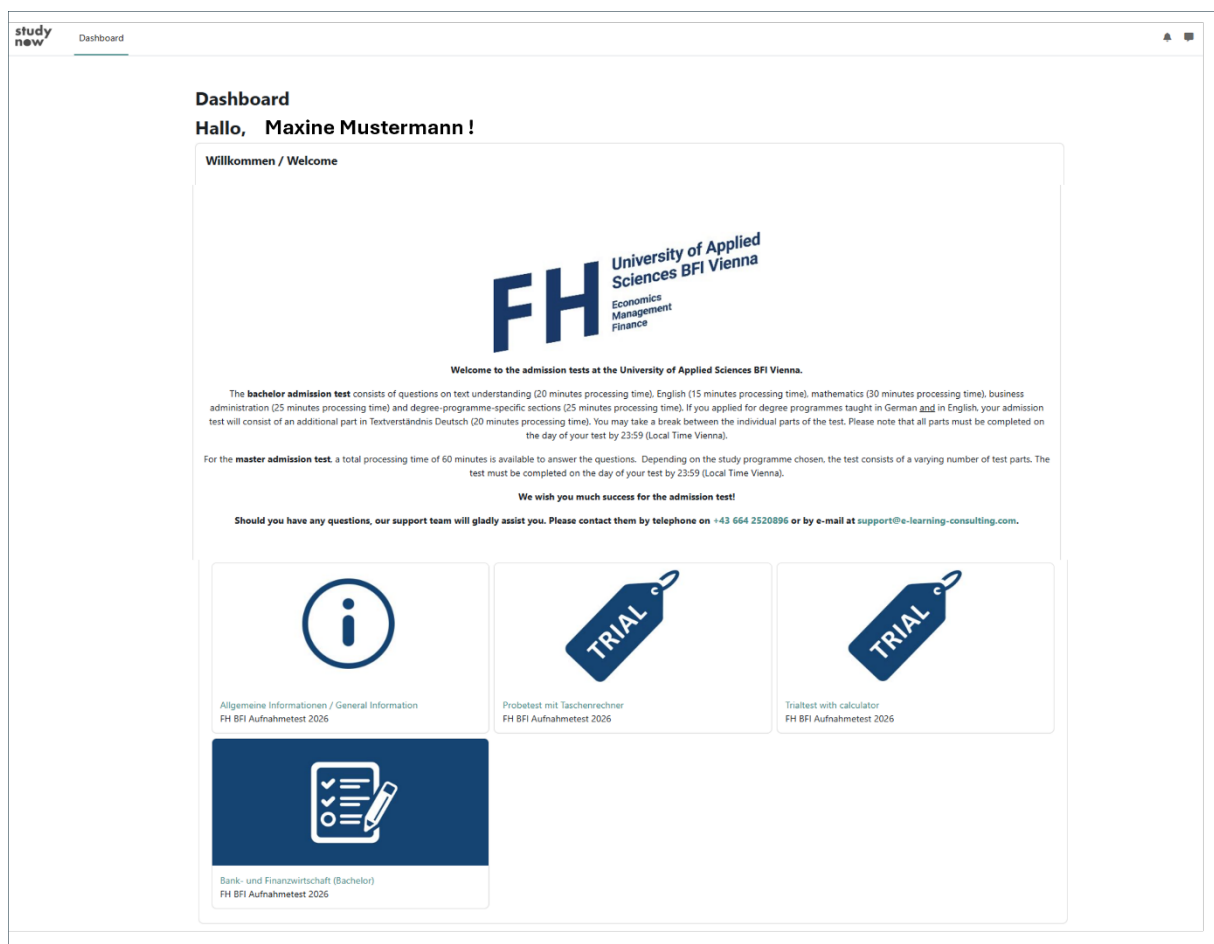 study
now
Dashboard
Dashboard
Hallo, Maxine Mustermann !
Willkommen / Welcome
FH
University of Applied
Sciences BFI Vienna
Economics
Management
Finance
Welcome to the admission tests at the University of Applied Sciences BFI Vienna.
The bachelor admission test consists of questions on text understanding (20 minutes processing time), English (15 minutes processing time), mathematics (30 minutes processing time), business
administration (25 minutes processing time) and degree-programme-specific sections (25 minutes processing time). If you applied for degree programmes taught in German and in English, your admission
test will consist of an additional part in Textverständnis Deutsch (20 minutes processing time). You may take a break between the individual parts of the test. Please note that all parts must be completed on
the day of your test by 23:59 (Local Time Vienna).
For the master admission test, a total processing time of 60 minutes is available to answer the questions. Depending on the study programme chosen, the test consists of a varying number of test parts. The
test must be completed on the day of your test by 23:59 (Local Time Vienna).
We wish you much success for the admission test!
Should you have any questions, our support team will gladly assist you. Please contact them by telephone on +43 664 2520896 or by e-mail at support@e-learning-consulting.com.
TRIAL
TRIAL
Allgemeine Informationen / General Information
FH BFI Aufnahmetest 2026
Probetest mit Taschenrechner
FH BFI Aufnahmetest 2026
Trialtest with calculator
FH BFI Aufnahmetest 2026
Bank- und Finanzwirtschaft (Bachelor)
FH BFI Aufnahmetest 2026